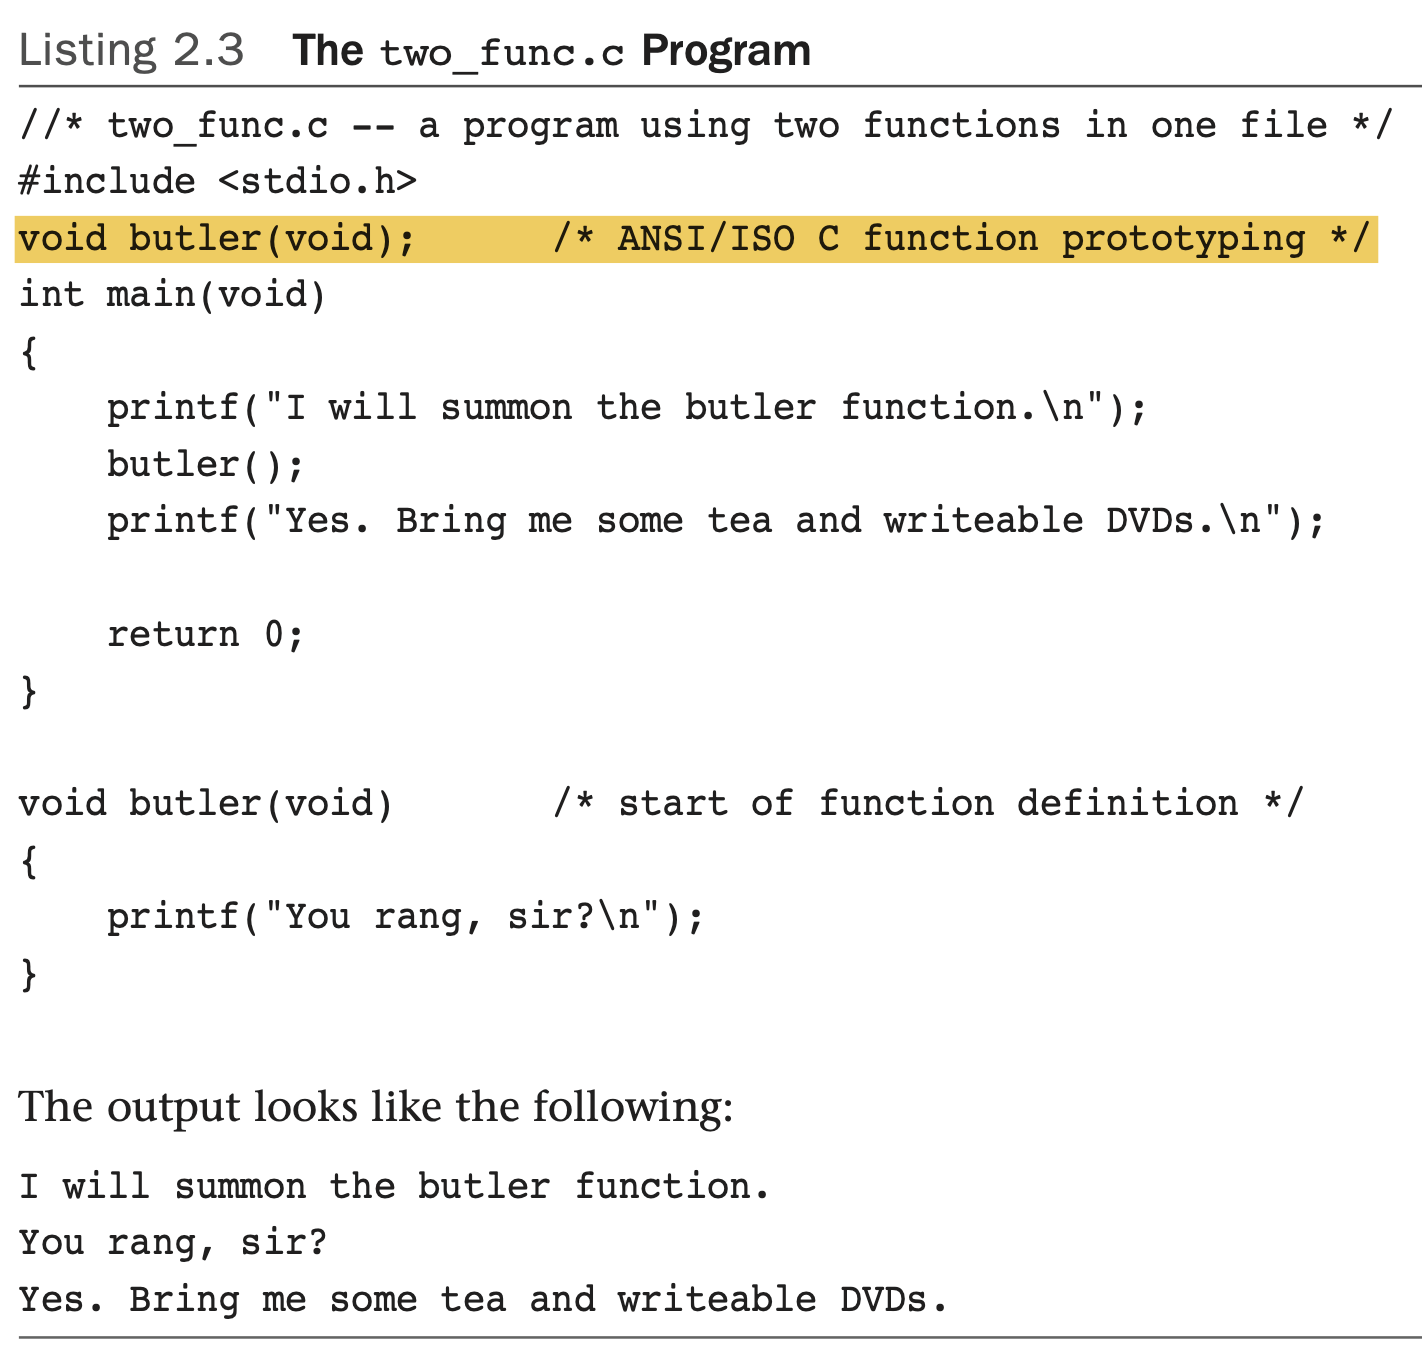 Listing 2.3 The two_func.c Program
//* two_func.c -- a program using two functions in one file */
#include <stdio.h>
void butler(void);      /* ANSI/ISO C function prototyping */
int main(void)
{
    printf("I will summon the butler function.\n");
    butler();
    printf("Yes. Bring me some tea and writeable DVDs.\n");

    return 0;
}

void butler(void)       /* start of function definition */
{
    printf("You rang, sir?\n");
}

The output looks like the following:
I will summon the butler function.
You rang, sir?
Yes. Bring me some tea and writeable DVDs.